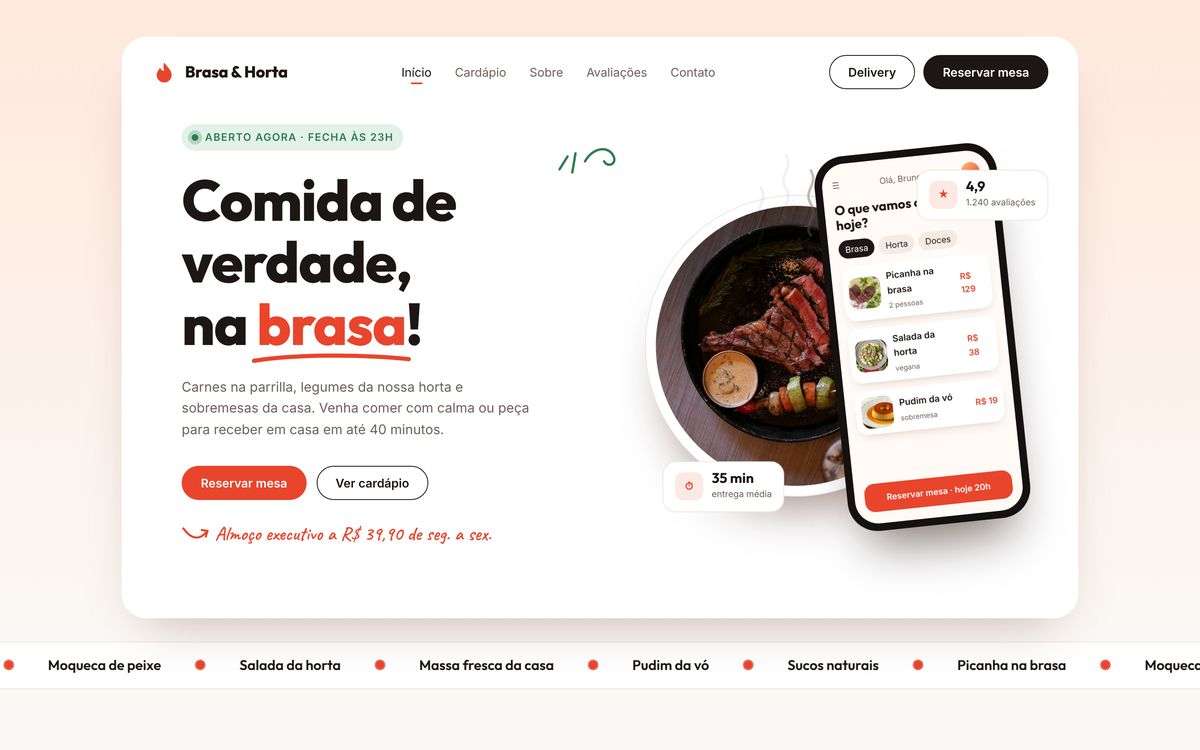 Brasa & Horta
Início
Cardápio
Sobre
Avaliações
Contato
Delivery
Reservar mesa
ABERTO AGORA · FECHA ÀS 23H
Comida de
verdade,
na brasa!
Carnes na parrilla, legumes da nossa horta e
sobremesas da casa. Venha comer com calma ou peça
para receber em casa em até 40 minutos.
Reservar mesa
Ver cardápio
Almoço executivo a R$ 39,90 de seg. a sex.
Olá,
4,9
1.240 avaliações
O que vamos
hoje?
Brasa
Horta
Doces
Picanha na
brasa
2 pessoas
R$
129
Salada da
horta
vegana
R$
38
Pudim da vó
sobremesa
R$ 19
Reservar mesa · hoje 20h
35 min
entrega média
Moqueca de peixe
Salada da horta
Massa fresca da casa
Pudim da vó
Sucos naturais
Picanha na brasa